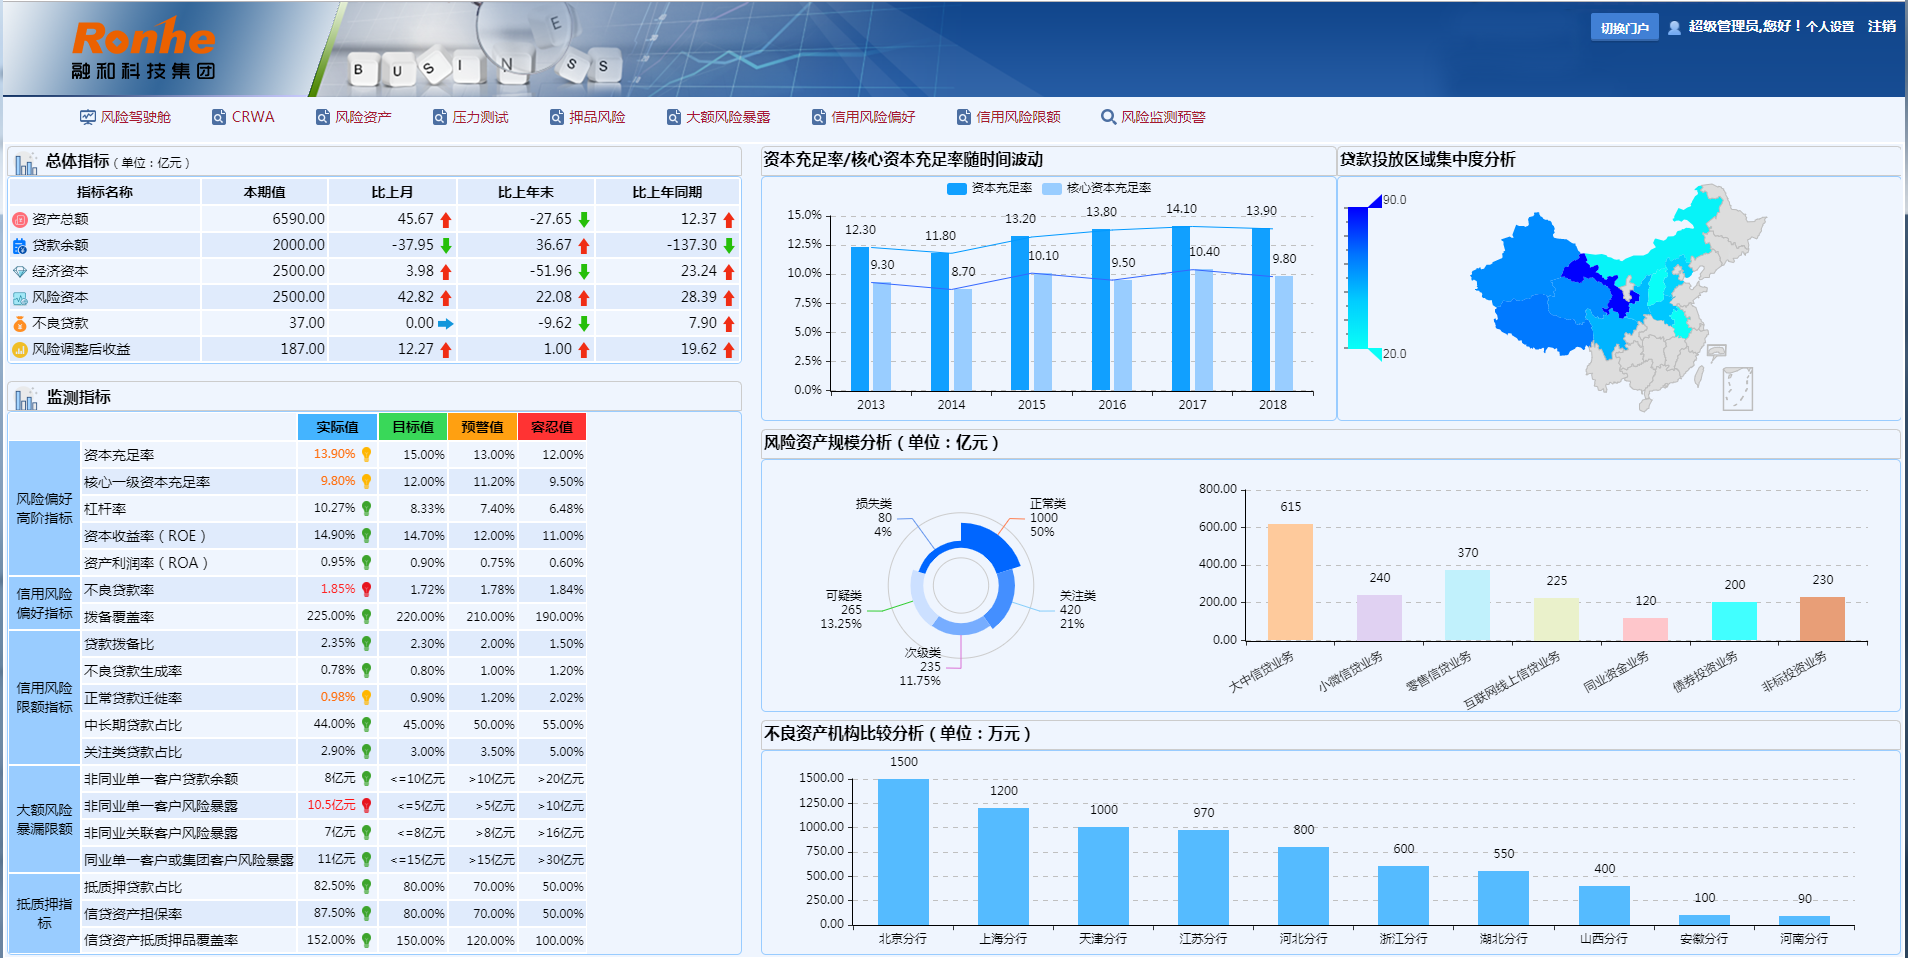 Ronhe
融和科技集团
BUSINESS
切换门户 超级管理员,您好！个人设置 注销
风险驾驶舱 CRWA 风险资产 压力测试 押品风险 大额风险暴露 信用风险偏好 信用风险限额 风险监测预警
总体指标（单位：亿元）
指标名称 本期值 比上月 比上年末 比上年同期
资产总额 6590.00 45.67 -27.65 12.37
贷款余额 2000.00 -37.95 36.67 -137.30
经济资本 2500.00 3.98 -51.96 23.24
风险资本 2500.00 42.82 22.08 28.39
不良贷款 37.00 0.00 -9.62 7.90
风险调整后收益 187.00 12.27 1.00 19.62
监测指标
实际值 目标值 预警值 容忍值
风险偏好
高阶指标
资本充足率 13.90% 15.00% 13.00% 12.00%
核心一级资本充足率 9.80% 12.00% 11.20% 9.50%
杠杆率 10.27% 8.33% 7.40% 6.48%
资本收益率（ROE） 14.90% 14.70% 12.00% 11.00%
资产利润率（ROA） 0.95% 0.90% 0.75% 0.60%
信用风险
偏好指标
不良贷款率 1.85% 1.72% 1.78% 1.84%
拨备覆盖率 225.00% 220.00% 210.00% 190.00%
信用风险
限额指标
贷款拨备比 2.35% 2.30% 2.00% 1.50%
不良贷款生成率 0.78% 0.80% 1.00% 1.20%
正常贷款迁徙率 0.98% 0.90% 1.20% 2.02%
中长期贷款占比 44.00% 45.00% 50.00% 55.00%
关注类贷款占比 2.90% 3.00% 3.50% 5.00%
大额风险
暴漏限额
非同业单一客户贷款余额 8亿元 <=10亿元 >10亿元 >20亿元
非同业单一客户风险暴露 10.5亿元 <=5亿元 >5亿元 >10亿元
非同业关联客户风险暴露 7亿元 <=8亿元 >8亿元 >16亿元
同业单一客户或集团客户风险暴露 11亿元 <=15亿元 >15亿元 >30亿元
抵质押指
标
抵质押贷款占比 82.50% 80.00% 70.00% 50.00%
信贷资产担保率 87.50% 80.00% 70.00% 50.00%
信贷资产抵质押品覆盖率 152.00% 150.00% 120.00% 100.00%
资本充足率/核心资本充足率随时间波动
资本充足率 核心资本充足率
15.0%
12.5%
10.0%
7.5%
5.0%
2.5%
0.0%
12.30 11.80 13.20 13.80 14.10 13.90
9.30 8.70 10.10 9.50 10.40 9.80
2013 2014 2015 2016 2017 2018
贷款投放区域集中度分析
90.0
20.0
风险资产规模分析（单位：亿元）
损失类
80
4%
正常类
1000
50%
可疑类
265
13.25%
关注类
420
21%
次级类
235
11.75%
800.00
600.00
400.00
200.00
0.00
615 240 370 225 120 200 230
大中信贷业务 小微信贷业务 零售信贷业务 互联网线上信贷业务 同业资金业务 债券投资业务 非标投资业务
不良资产机构比较分析（单位：万元）
1500.00
1250.00
1000.00
750.00
500.00
250.00
0.00
1500 1200 1000 970 800 600 550 400 100 90
北京分行 上海分行 天津分行 江苏分行 河北分行 浙江分行 湖北分行 山西分行 安徽分行 河南分行